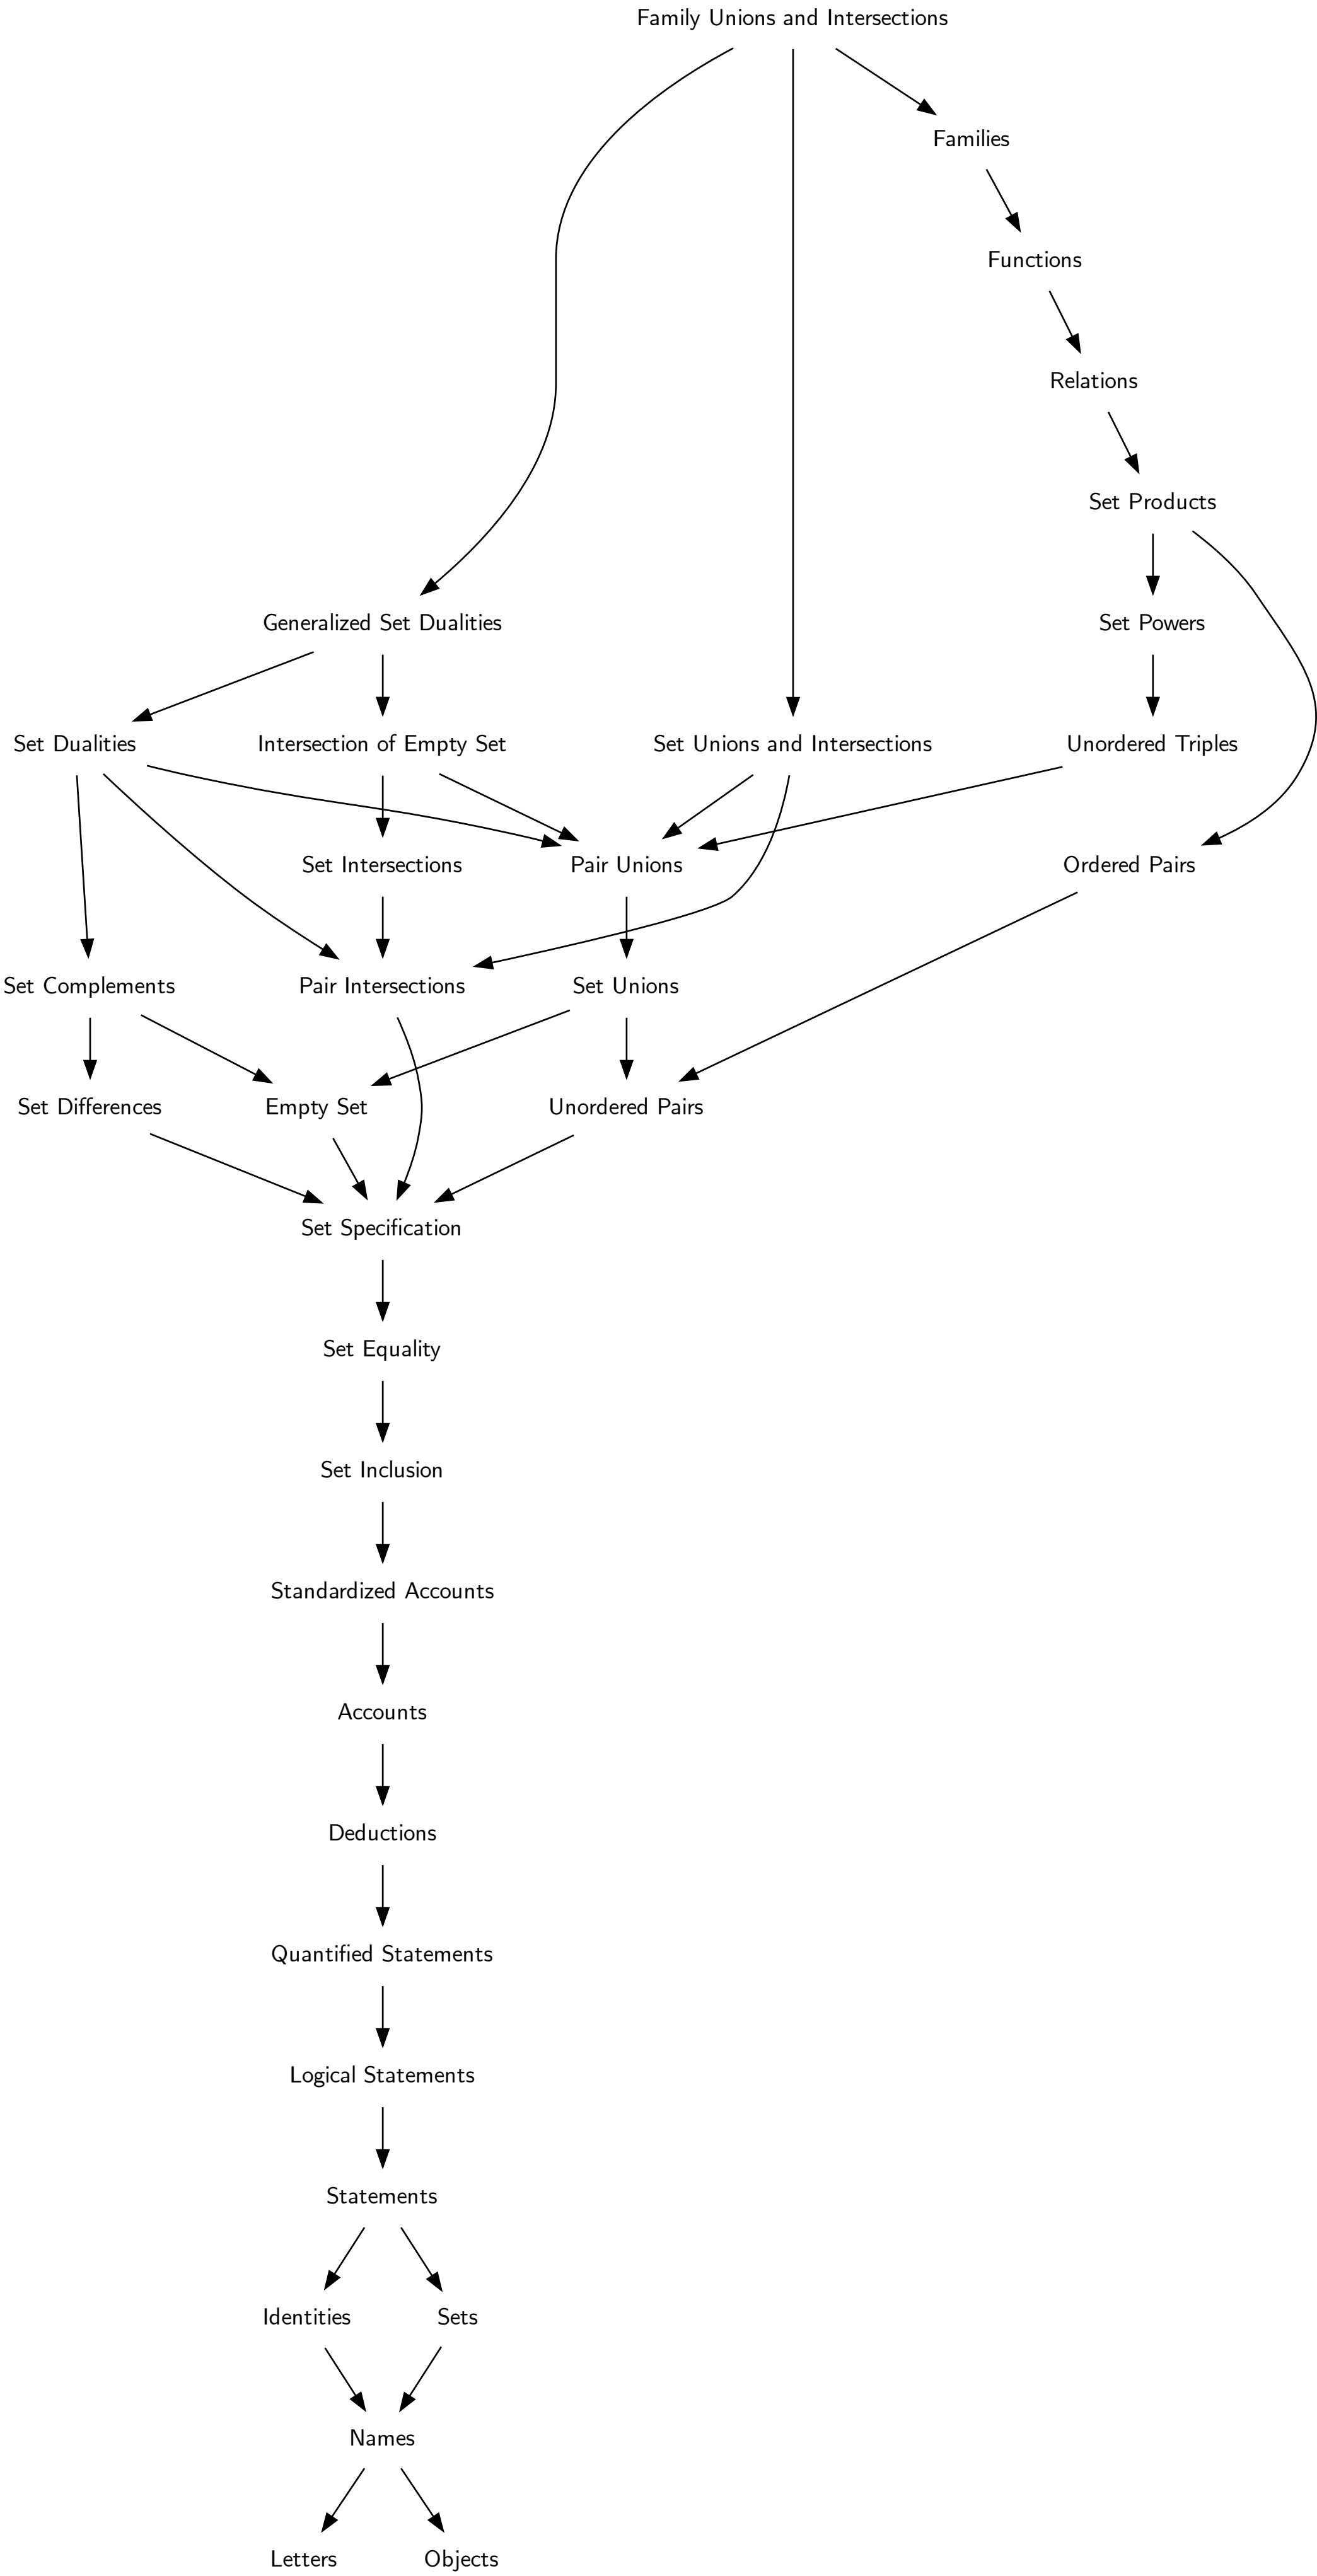 Family Unions and Intersections
Families
Functions
Relations
Set Products
Generalized Set Dualities
Set Powers
Set Dualities
Intersection of Empty Set
Set Unions and Intersections
Unordered Triples
Set Intersections
Pair Unions
Ordered Pairs
Set Complements
Pair Intersections
Set Unions
Set Differences
Empty Set
Unordered Pairs
Set Specification
Set Equality
Set Inclusion
Standardized Accounts
Accounts
Deductions
Quantified Statements
Logical Statements
Statements
Identities
Sets
Names
Letters
Objects